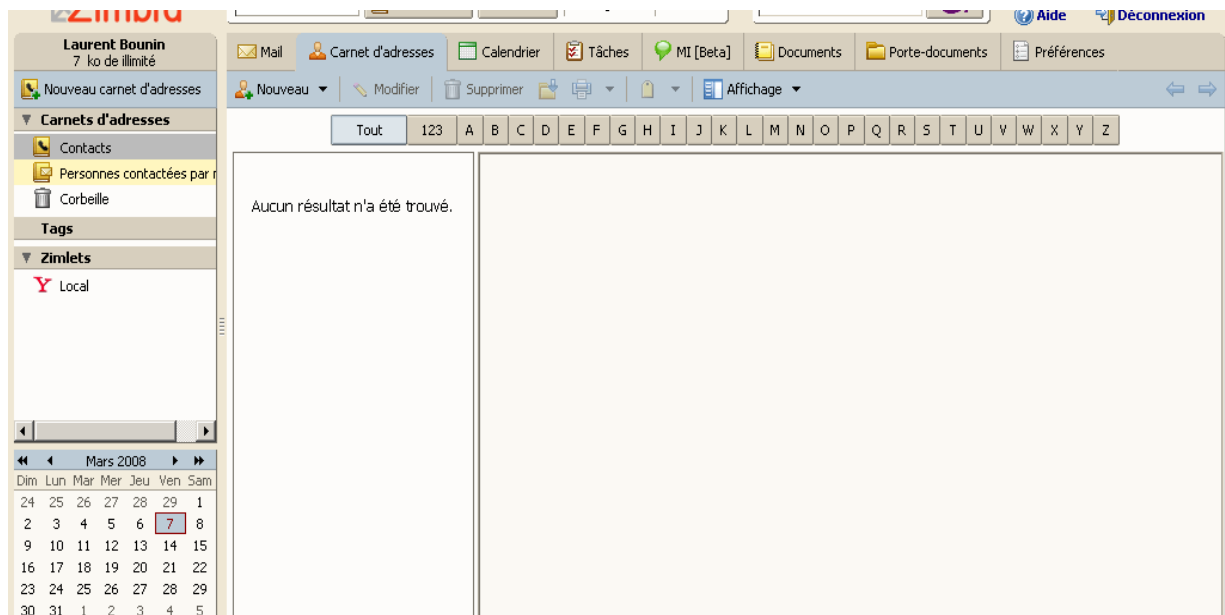 Zimbra
Aide
Déconnexion
Laurent Bounin
7 ko de illimité
Mail
Carnet d'adresses
Calendrier
Tâches
MI [Beta]
Documents
Porte-documents
Préférences
Nouveau carnet d'adresses
Nouveau
Modifier
Supprimer
Affichage
Carnets d'adresses
Contacts
Personnes contactées par
Corbeille
Tags
Zimlets
Y Local
Tout 123 A B C D E F G H I J K L M N O P Q R S T U V W X Y Z
Aucun résultat n'a été trouvé.
Mars 2008
Dim Lun Mar Mer Jeu Ven Sam
24 25 26 27 28 29 1
2 3 4 5 6 7 8
9 10 11 12 13 14 15
16 17 18 19 20 21 22
23 24 25 26 27 28 29
30 31 1 2 3 4 5